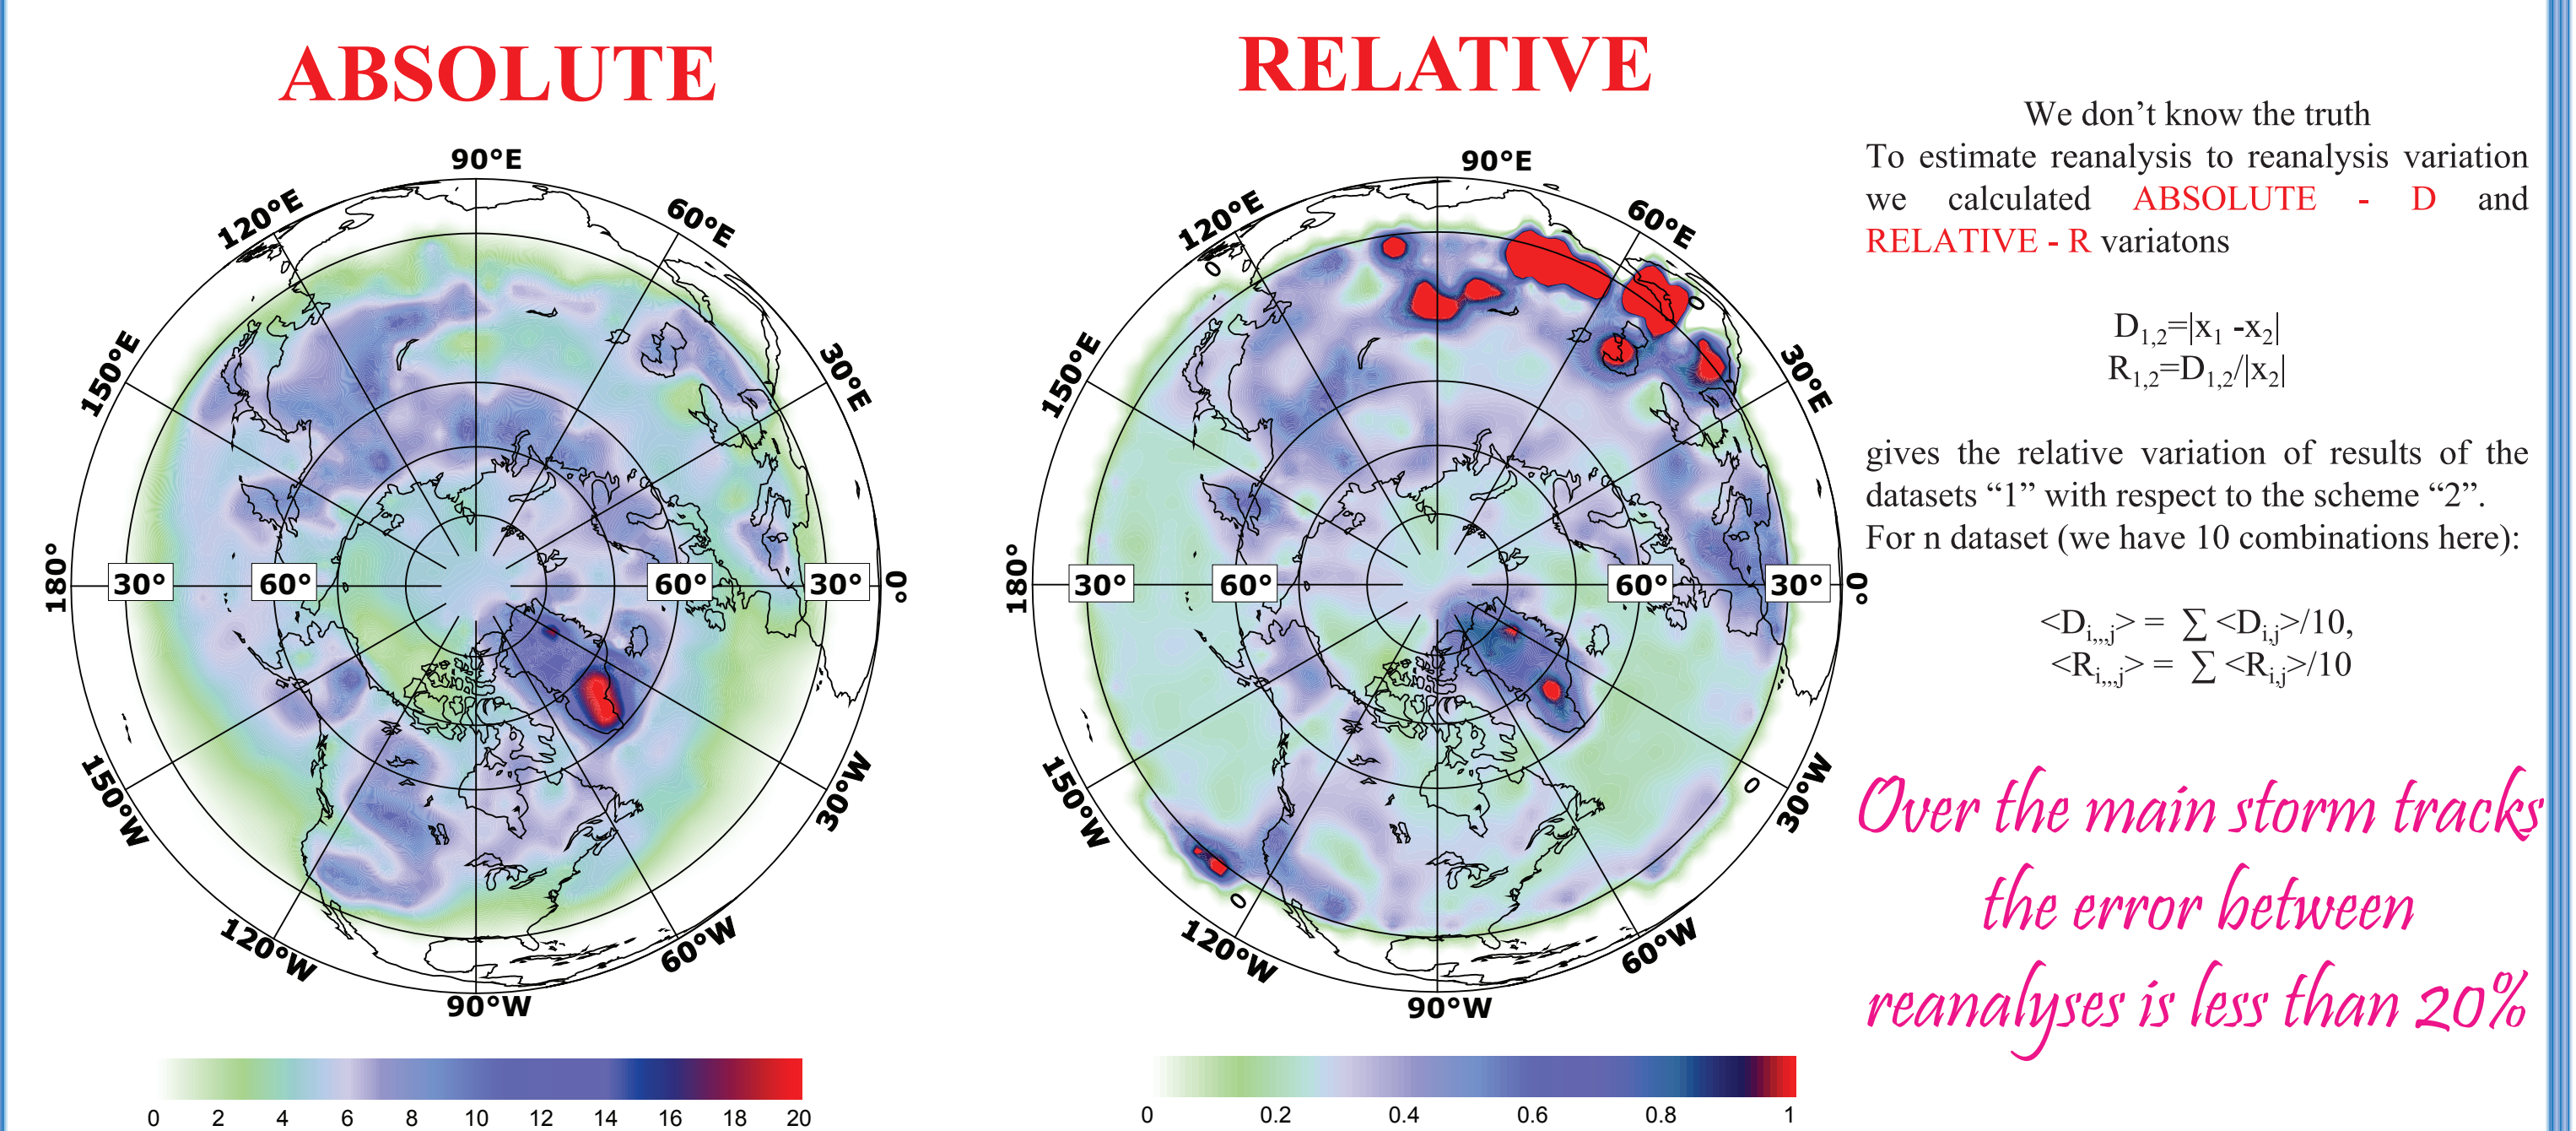 ABSOLUTE
90°E
120°E
60°E
150°E
30°E
180°
30°
60°
60°
30°
0°
150°W
30°W
120°W
60°W
90°W
0 2 4 6 8 10 12 14 16 18 20
RELATIVE
90°E
120°E
60°E
0
0
150°E
30°E
180°
30°
60°
60°
30°
0°
150°W
0
30°W
0
120°W
60°W
90°W
0 0.2 0.4 0.6 0.8 1
We don’t know the truth
To estimate reanalysis to reanalysis variation
we calculated ABSOLUTE - D and
RELATIVE - R variatons
D1,2=|x1 -x2|
R1,2=D1,2/|x2|
gives the relative variation of results of the
datasets “1” with respect to the scheme “2”.
For n dataset (we have 10 combinations here):
<Di,,,j> = ∑ <Di,j>/10,
<Ri,,,j> = ∑ <Ri,j>/10
Over the main storm tracks
the error between
reanalyses is less than 20%